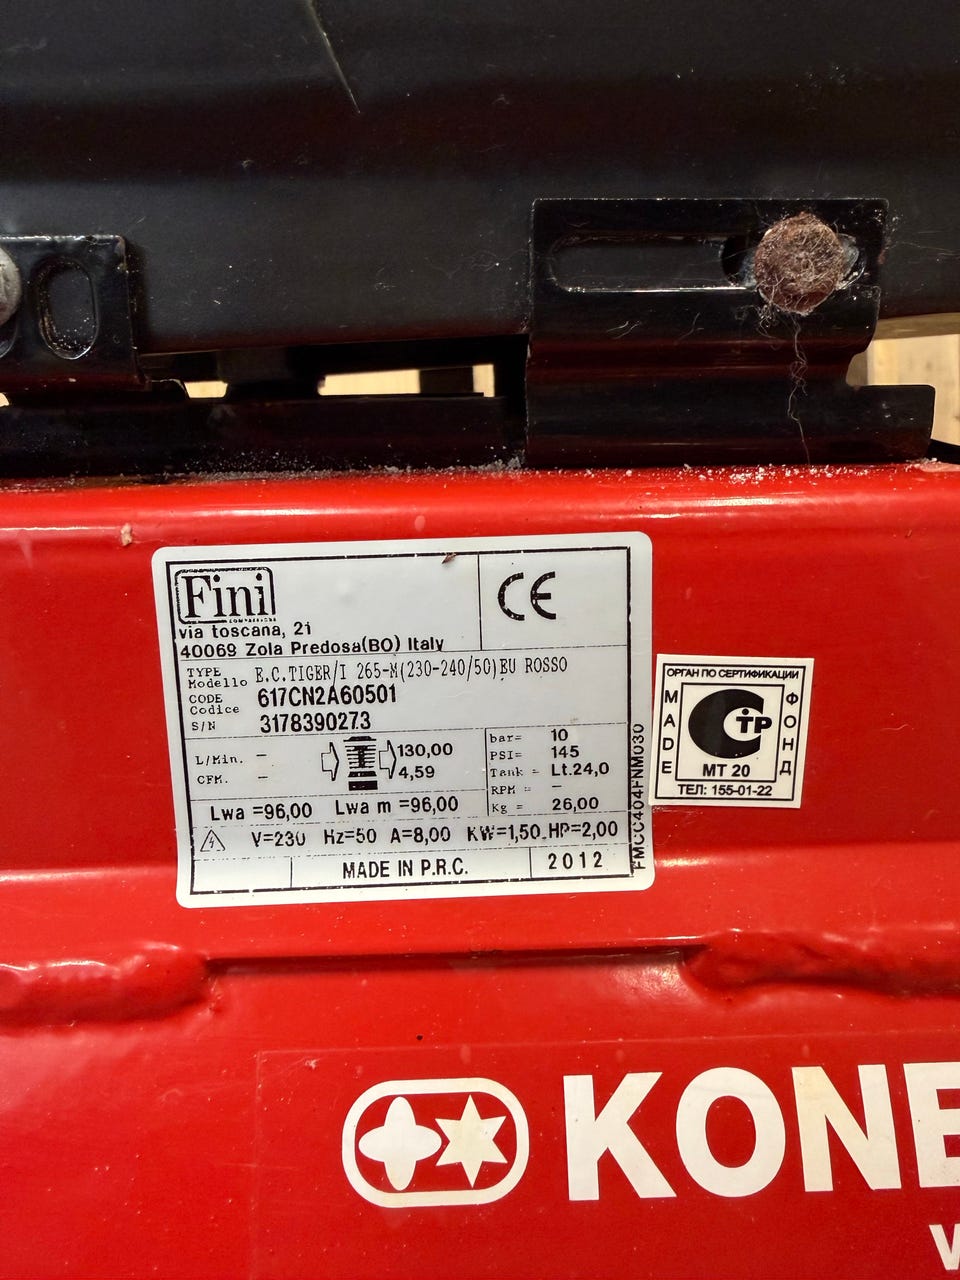 Fini
COMPRESSORS
CE
via toscana, 21
40069 Zola Predosa(BO) Italy
TYPE
Modello
E.C.TIGER/I 265-M(230-240/50)EU ROSSO
CODE
Codice
617CN2A60501
S/N
3178390273
L/Min. –
130,00
CFM. –
4,59
bar= 10
PSI= 145
Tank = Lt.24,0
RPM = –
Kg = 26,00
Lwa =96,00 Lwa m =96,00
V=230 Hz=50 A=8,00 KW=1,50 HP=2,00
MADE IN P.R.C.
2012
FMCC404FNM030
ОРГАН ПО СЕРТИФИКАЦИИ
MADE
ФОНД
СТР
МТ 20
ТЕЛ: 155-01-22
KONE